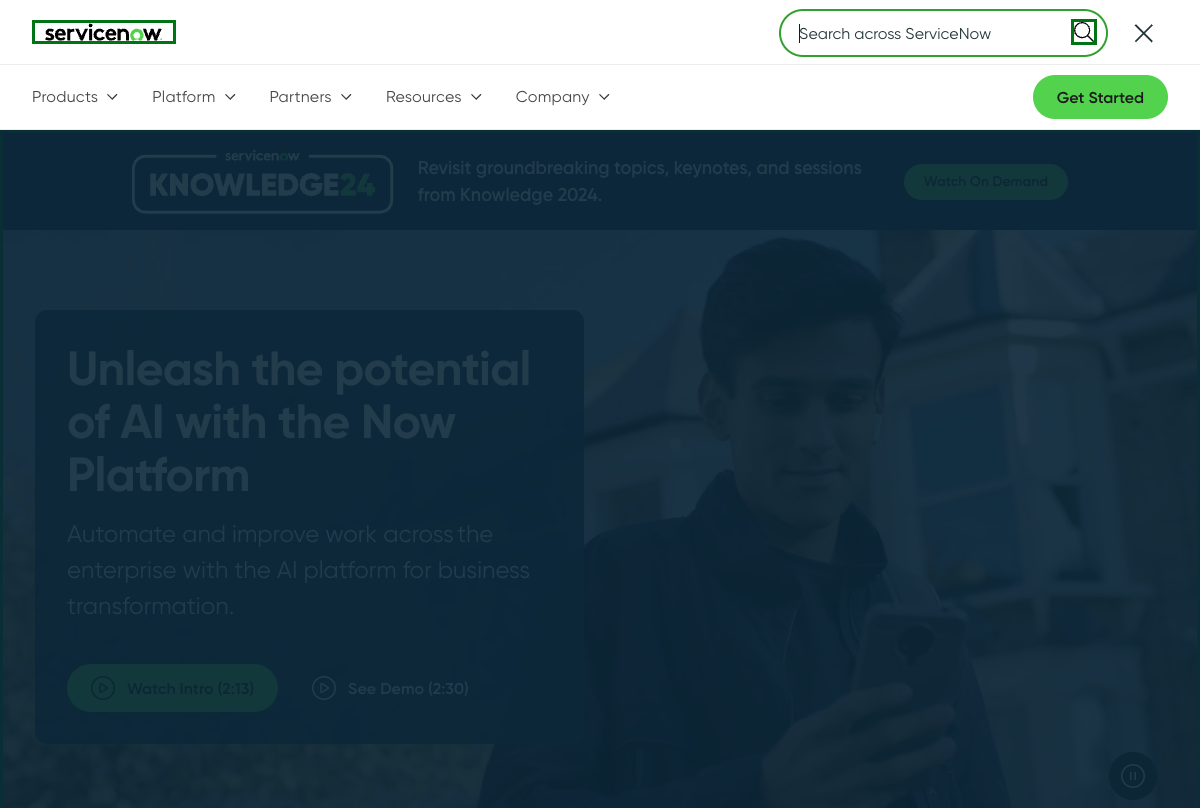 servicenow
Search across ServiceNow
Products
Platform
Partners
Resources
Company
Get Started
servicenow
KNOWLEDGE24
Revisit groundbreaking topics, keynotes, and sessions
from Knowledge 2024.
Watch On Demand
Unleash the potential
of AI with the Now
Platform
Automate and improve work across the
enterprise with the AI platform for business
transformation.
Watch Intro (2:13)
See Demo (2:30)